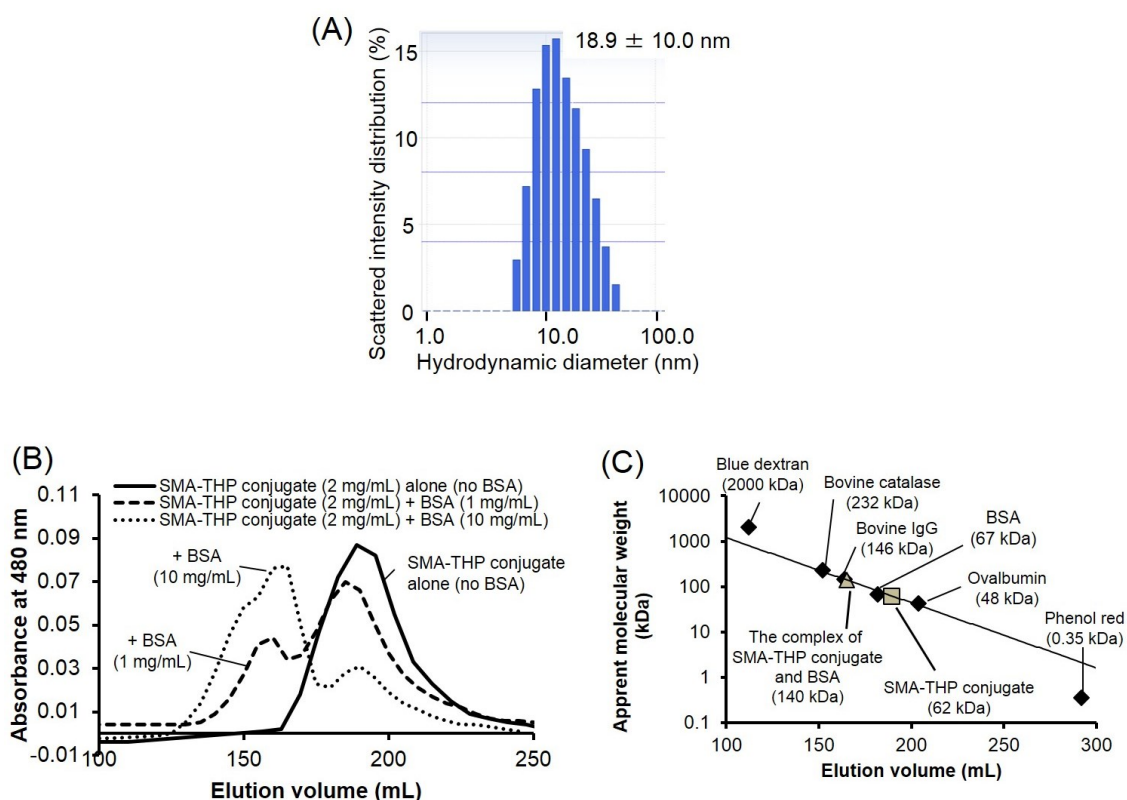 (A)
18.9 ± 10.0 nm
Scattered intensity distribution (%)
15
10
5
0
1.0
10.0
100.0
Hydrodynamic diameter (nm)
(B)
SMA-THP conjugate (2 mg/mL) alone (no BSA)
SMA-THP conjugate (2 mg/mL) + BSA (1 mg/mL)
SMA-THP conjugate (2 mg/mL) + BSA (10 mg/mL)
Absorbance at 480 nm
0.11
0.09
0.07
0.05
0.03
0.01
-0.01
+ BSA
(10 mg/mL)
+ BSA
(1 mg/mL)
SMA-THP conjugate
alone (no BSA)
100
150
200
250
Elution volume (mL)
(C)
Apprent molecular weight
(kDa)
10000
1000
100
10
1
0.1
Blue dextran
(2000 kDa)
Bovine catalase
(232 kDa)
Bovine IgG
(146 kDa)
BSA
(67 kDa)
Ovalbumin
(48 kDa)
Phenol red
(0.35 kDa)
The complex of
SMA-THP conjugate
and BSA
(140 kDa)
SMA-THP conjugate
(62 kDa)
100
150
200
250
300
Elution volume (mL)